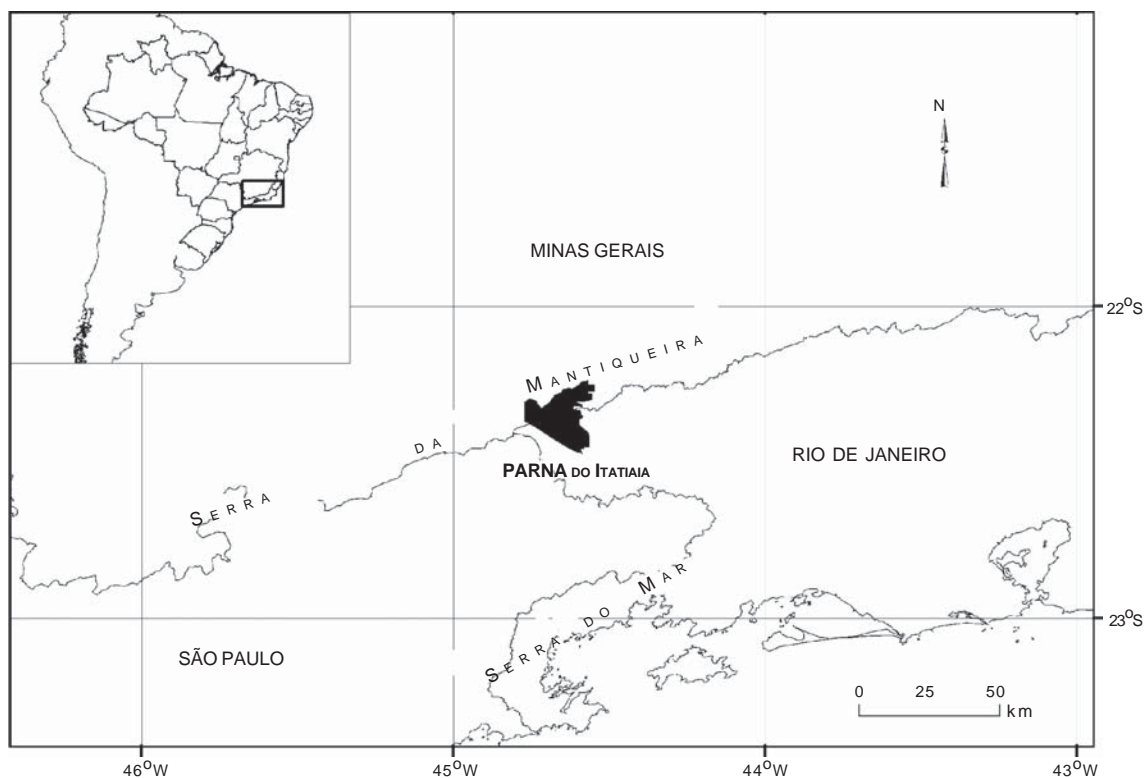 N
MINAS GERAIS
22°S
SERRA DA MANTIQUEIRA
RIO DE JANEIRO
PARNA DO ITATIAIA
SERRA DO MAR
23°S
SÃO PAULO
0 25 50
km
46°W 45°W 44°W 43°W